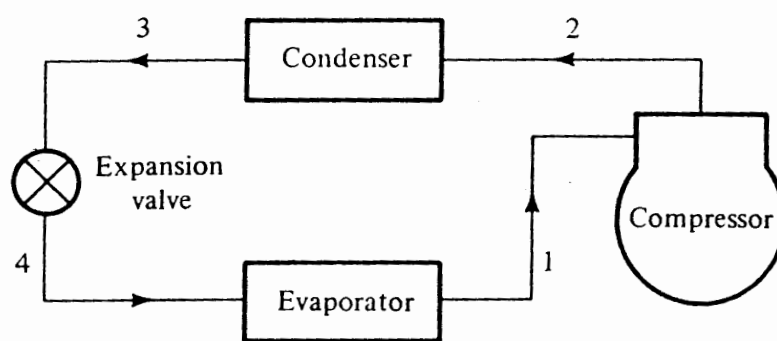 3
2
Condenser
Expansion
valve
Compressor
4
1
Evaporator